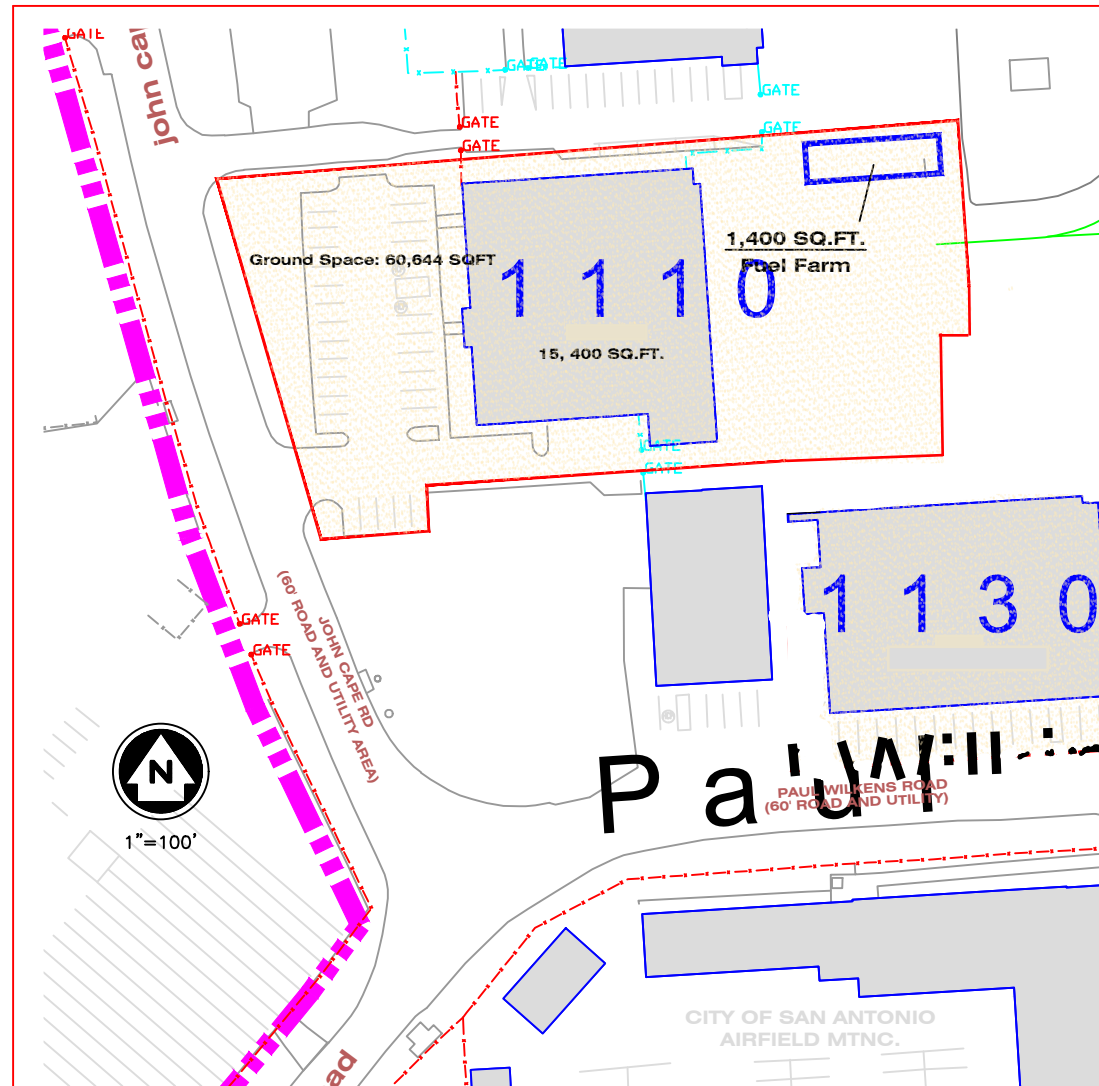 GATE
john ca
GATE
GATE
GATE
GATE
GATE
GATE
1,400 SQ.FT.
Fuel Farm
Ground Space: 60,644 SQFT
1 1 1 0
15, 400 SQ.FT.
GATE
GATE
1 1 3 0
GATE
GATE
JOHN CAPE RD
(60' ROAD AND UTILITY AREA)
N
1"=100'
Paul Wil
PAUL WILKENS ROAD
(60' ROAD AND UTILITY)
CITY OF SAN ANTONIO
AIRFIELD MTNC.
ad